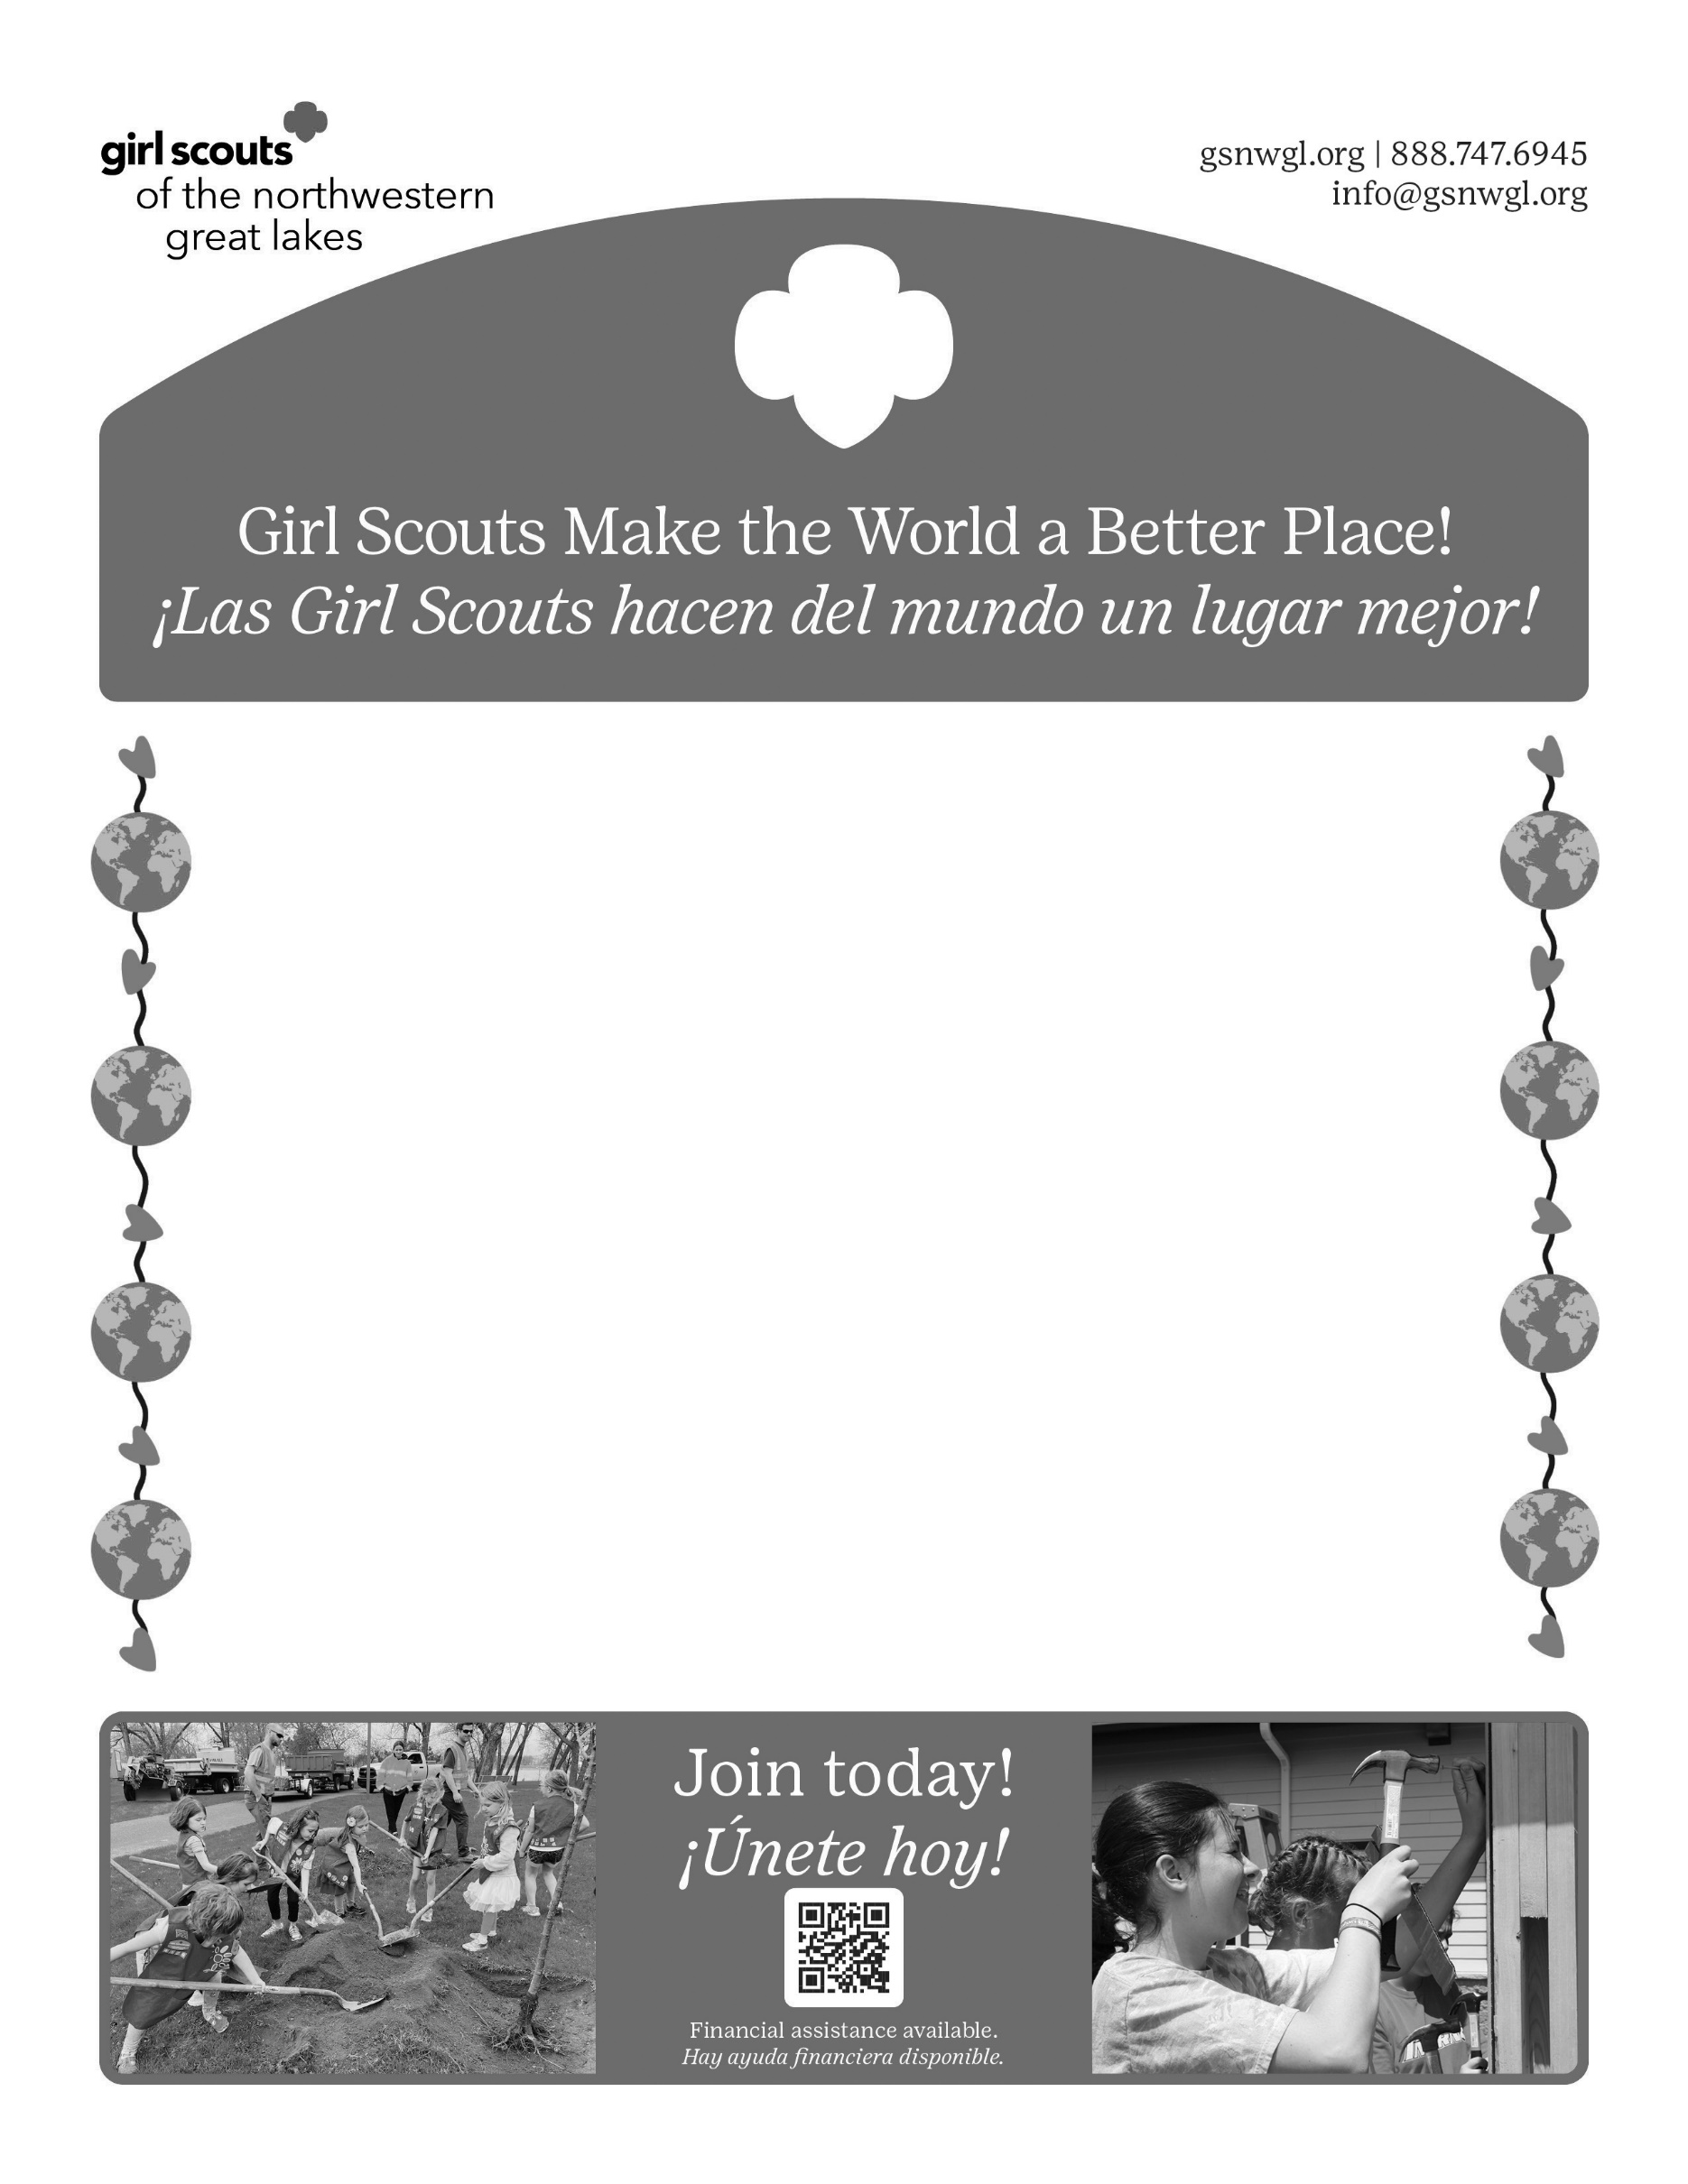 girl scouts
of the northwestern
great lakes
gsnwgl.org | 888.747.6945
info@gsnwgl.org
Girl Scouts Make the World a Better Place!
¡Las Girl Scouts hacen del mundo un lugar mejor!
Join today!
¡Únete hoy!
Financial assistance available.
Hay ayuda financiera disponible.